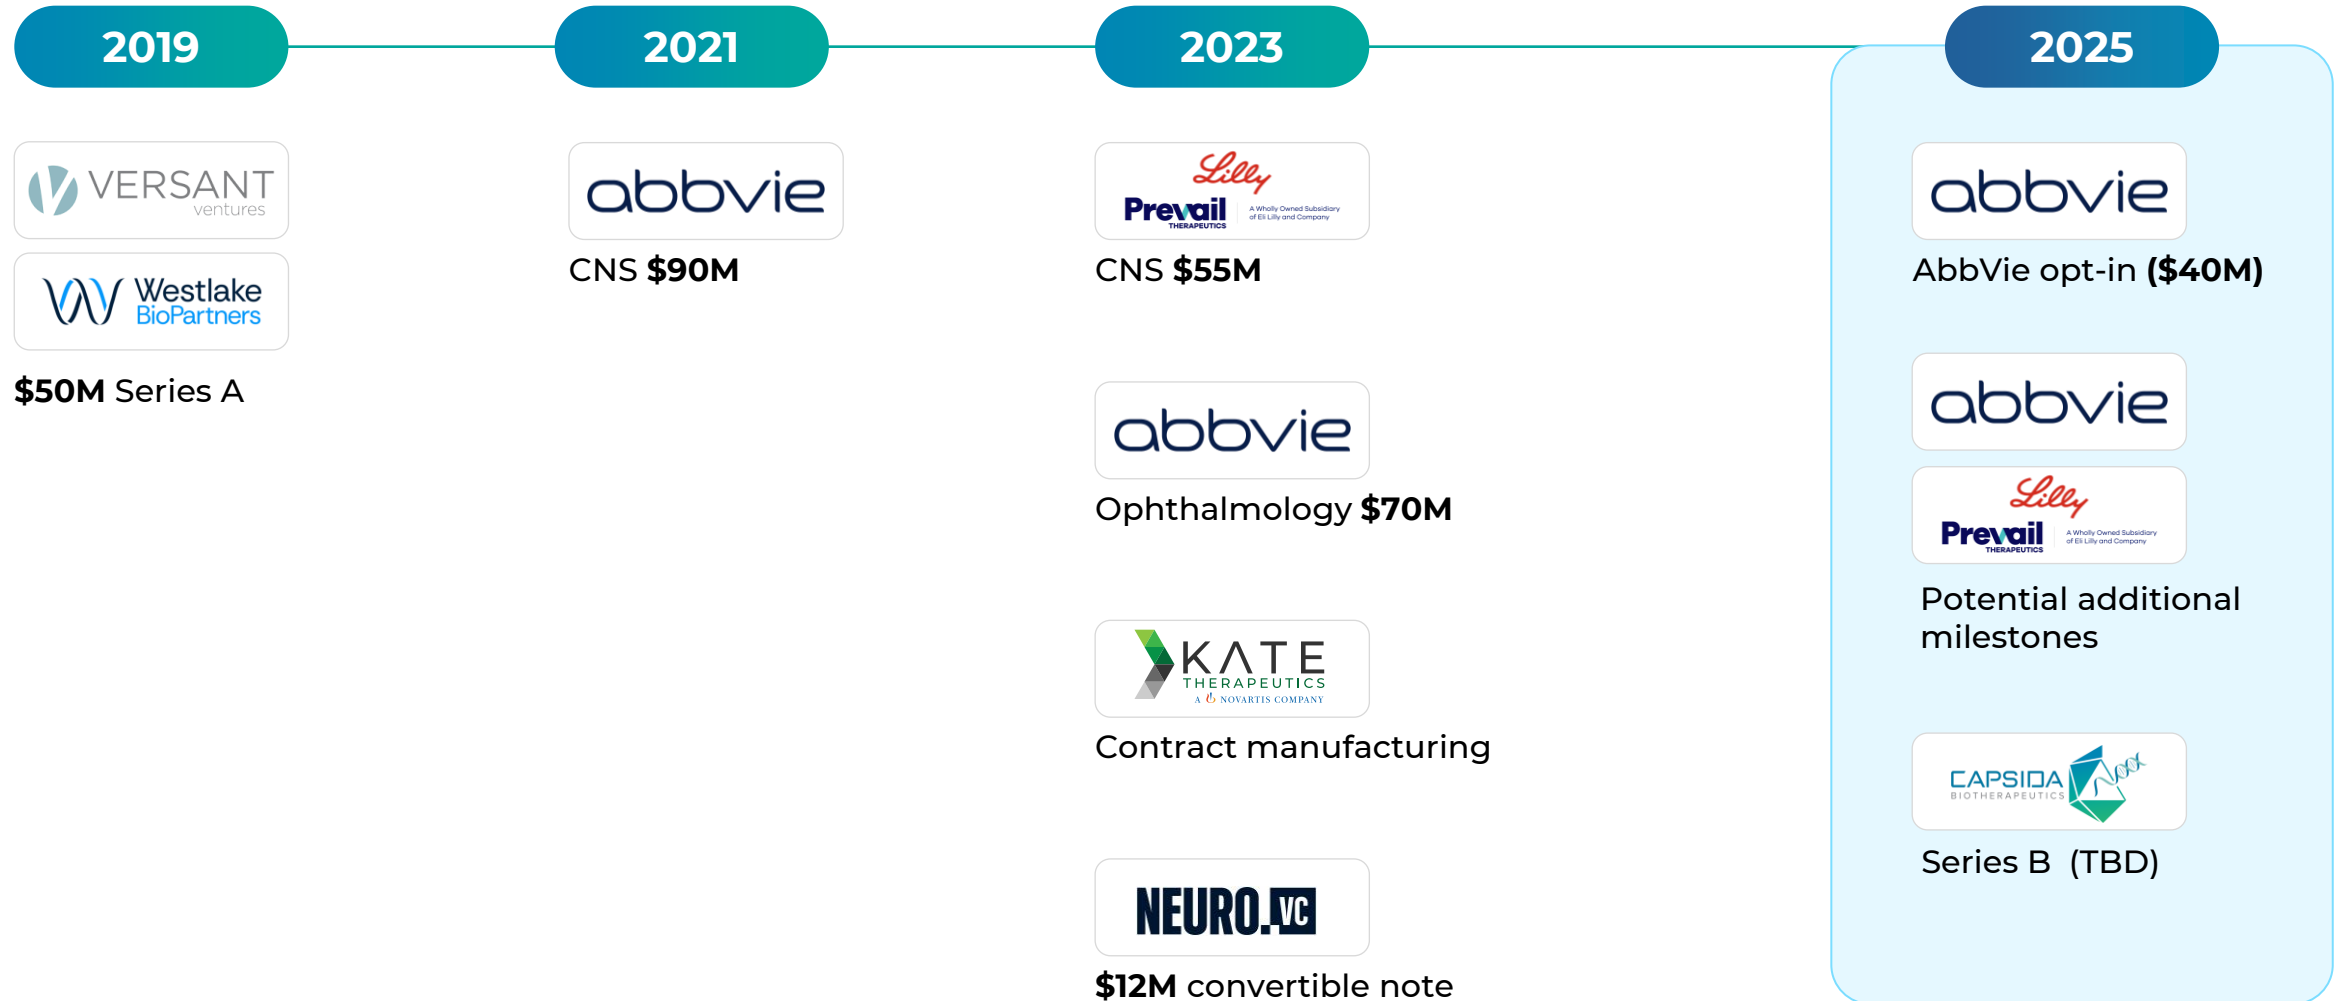 2019
VERSANT
ventures
Westlake
BioPartners
$50M Series A
2021
abbvie
CNS $90M
2023
Lilly
Prevail
THERAPEUTICS
A Wholly Owned Subsidiary
of Eli Lilly and Company
CNS $55M
abbvie
Ophthalmology $70M
KATE
THERAPEUTICS
A NOVARTIS COMPANY
Contract manufacturing
NEURO.VC
$12M convertible note
2025
abbvie
AbbVie opt-in ($40M)
abbvie
Lilly
Prevail
THERAPEUTICS
A Wholly Owned Subsidiary
of Eli Lilly and Company
Potential additional
milestones
CAPSIDA
BIOTHERAPEUTICS
Series B (TBD)